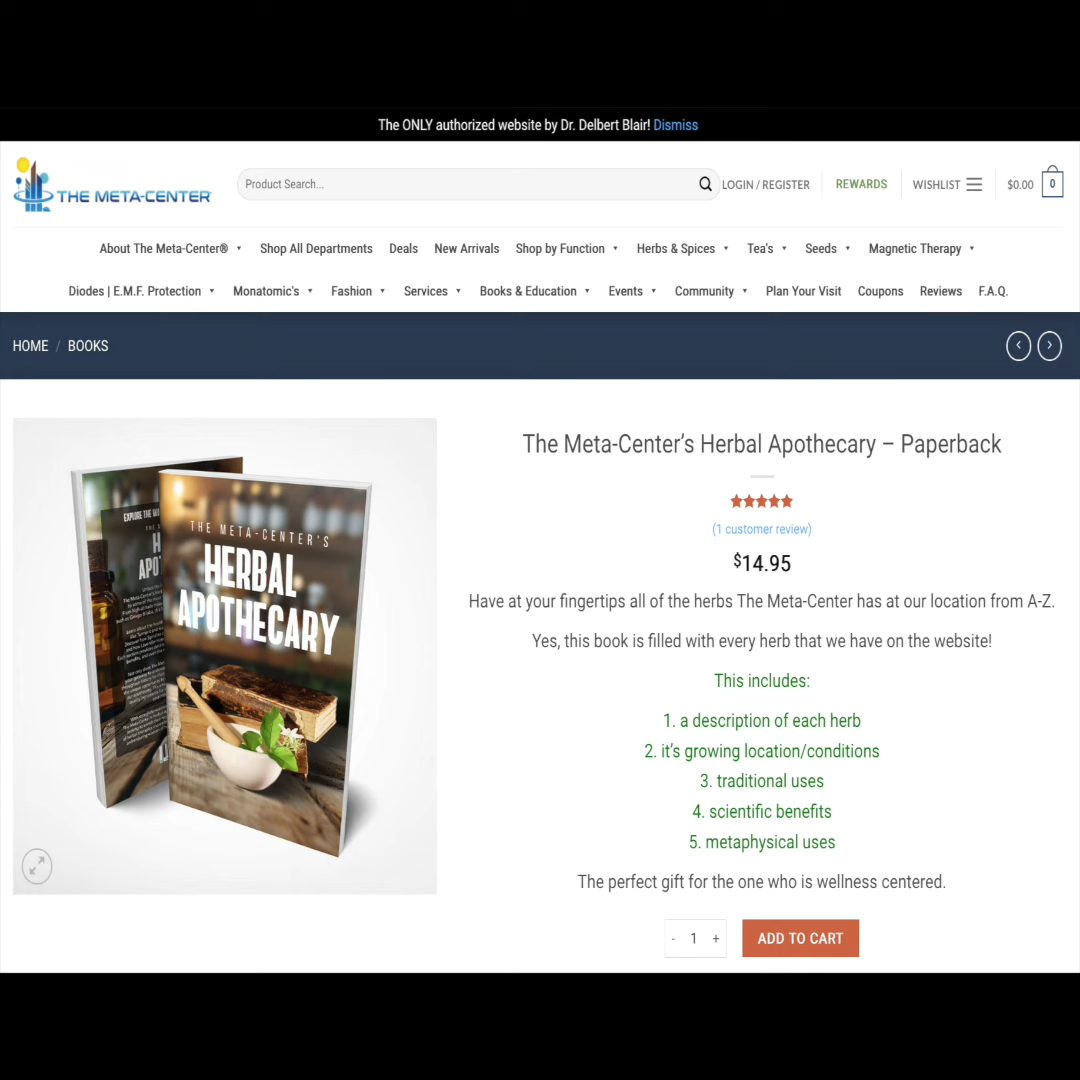 The ONLY authorized website by Dr. Delbert Blair! Dismiss
THE META-CENTER
Product Search...
LOGIN / REGISTER
REWARDS
WISHLIST
$0.00
0
About The Meta-Center® Shop All Departments Deals New Arrivals Shop by Function Herbs & Spices Tea's Seeds Magnetic Therapy
Diodes | E.M.F. Protection Monatomic's Fashion Services Books & Education Events Community Plan Your Visit Coupons Reviews F.A.Q.
HOME / BOOKS
THE META-CENTER'S
HERBAL
APOTHECARY
The Meta-Center’s Herbal Apothecary – Paperback
(1 customer review)
$14.95
Have at your fingertips all of the herbs The Meta-Center has at our location from A-Z.
Yes, this book is filled with every herb that we have on the website!
This includes:
1. a description of each herb
2. it’s growing location/conditions
3. traditional uses
4. scientific benefits
5. metaphysical uses
The perfect gift for the one who is wellness centered.
- 1 +
ADD TO CART